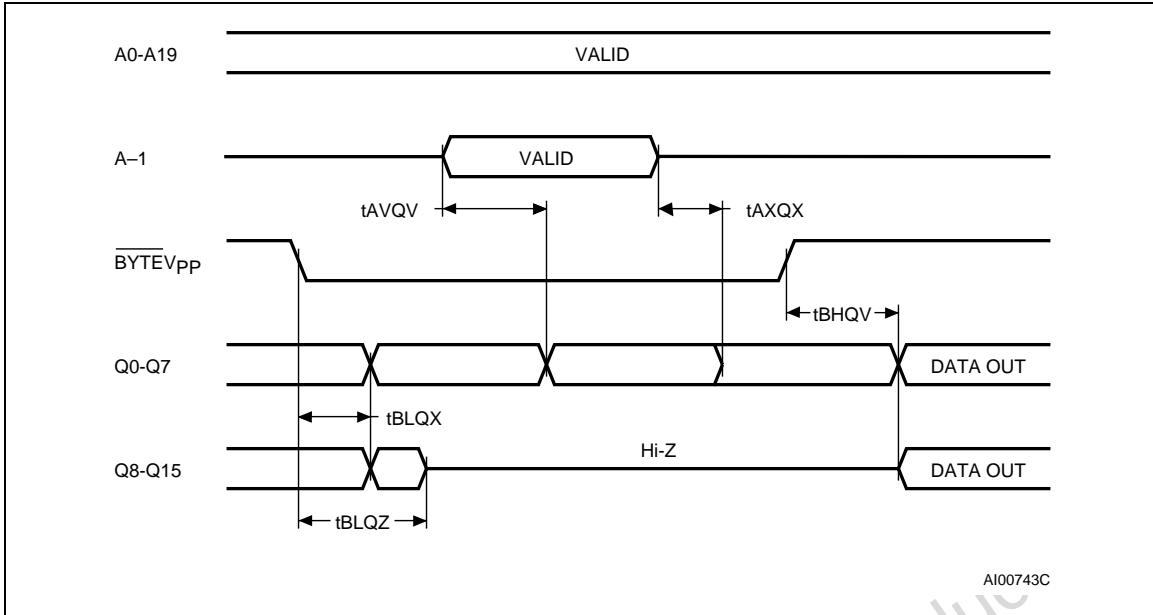 A0-A19
VALID
A–1
VALID
tAVQV
tAXQX
BYTEVPP
tBHQV
Q0-Q7
DATA OUT
tBLQX
Hi-Z
Q8-Q15
DATA OUT
tBLQZ
AI00743C